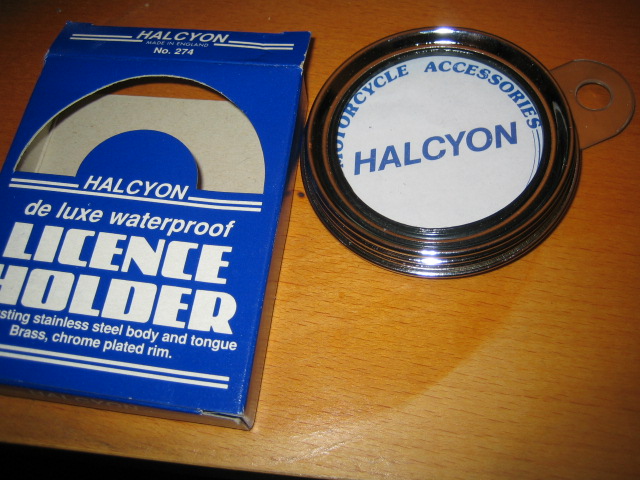 HALCYON
MADE IN ENGLAND
No. 274
HALCYON
de luxe waterproof
LICENCE
HOLDER
stainless steel body and tongue
Brass, chrome plated rim.
MOTORCYCLE ACCESSORIES
HALCYON